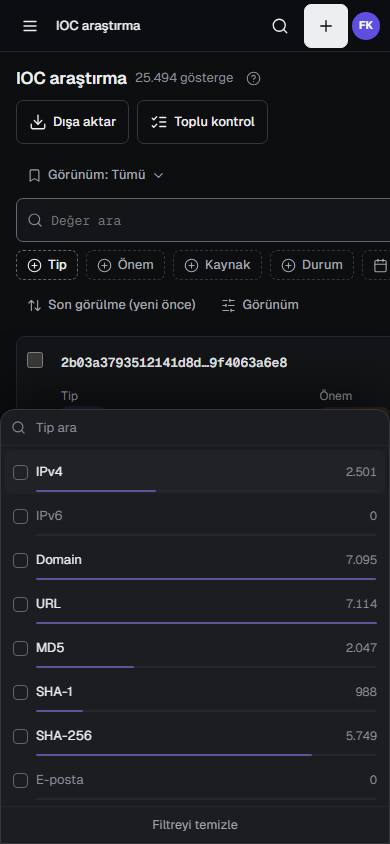 IOC araştırma
FK
IOC araştırma 25.494 gösterge
Dışa aktar Toplu kontrol
Görünüm: Tümü
Değer ara
Tip Önem Kaynak Durum
Son görülme (yeni önce) Görünüm
2b03a3793512141d8d…9f4063a6e8
Tip Önem
Tip ara
IPv4 2.501
IPv6 0
Domain 7.095
URL 7.114
MD5 2.047
SHA-1 988
SHA-256 5.749
E-posta 0
Filtreyi temizle